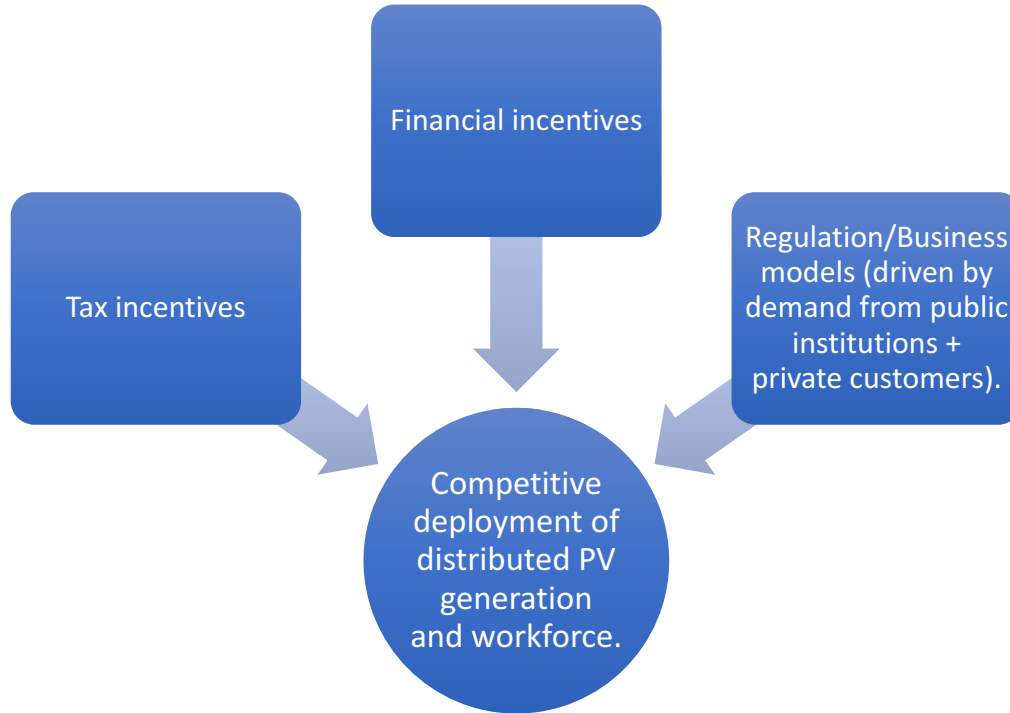 Financial incentives
Tax incentives
Regulation/Business
models (driven by
demand from public
institutions +
private customers).
Competitive
deployment of
distributed PV
generation
and workforce.